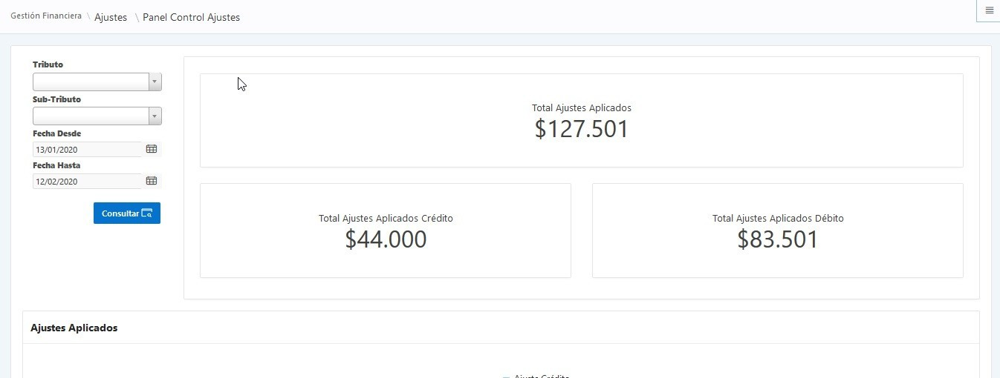 Gestión Financiera \ Ajustes \ Panel Control Ajustes
Tributo
Sub-Tributo
Fecha Desde
13/01/2020
Fecha Hasta
12/02/2020
Consultar
Total Ajustes Aplicados
$127.501
Total Ajustes Aplicados Crédito
$44.000
Total Ajustes Aplicados Débito
$83.501
Ajustes Aplicados
Ajuste Crédito